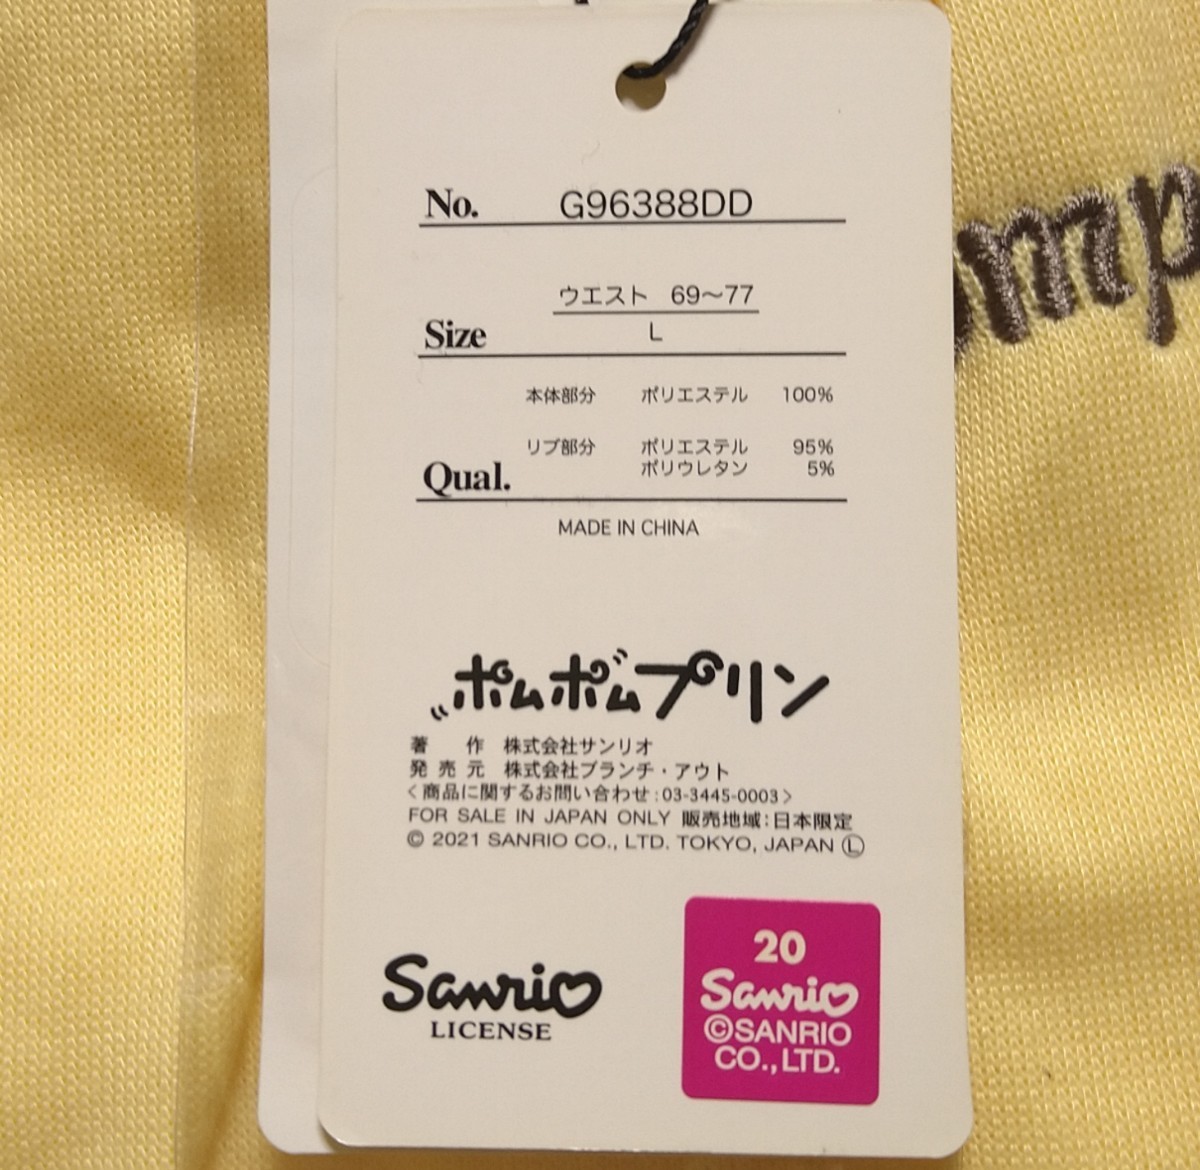 No. G96388DD
ウエスト 69〜77
Size L
本体部分 ポリエステル 100%
リブ部分 ポリエステル 95%
ポリウレタン 5%
Qual.
MADE IN CHINA
ポムポムプリン
著 作 株式会社サンリオ
発売元 株式会社ブランチ・アウト
<商品に関するお問い合わせ:03-3445-0003>
FOR SALE IN JAPAN ONLY 販売地域:日本限定
© 2021 SANRIO CO., LTD. TOKYO, JAPAN Ⓛ
Sanrio
LICENSE
20
Sanrio
©SANRIO
CO.,LTD.
omp